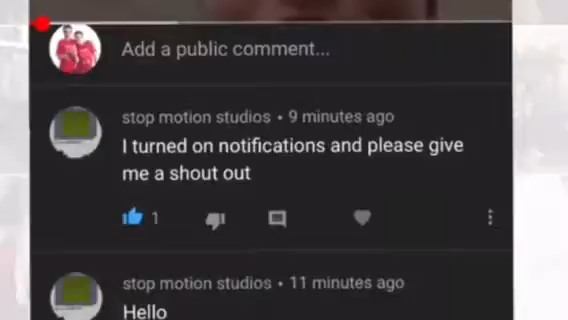 Add a public comment...
stop motion studios • 9 minutes ago
I turned on notifications and please give
me a shout out
1
stop motion studios • 11 minutes ago
Hello